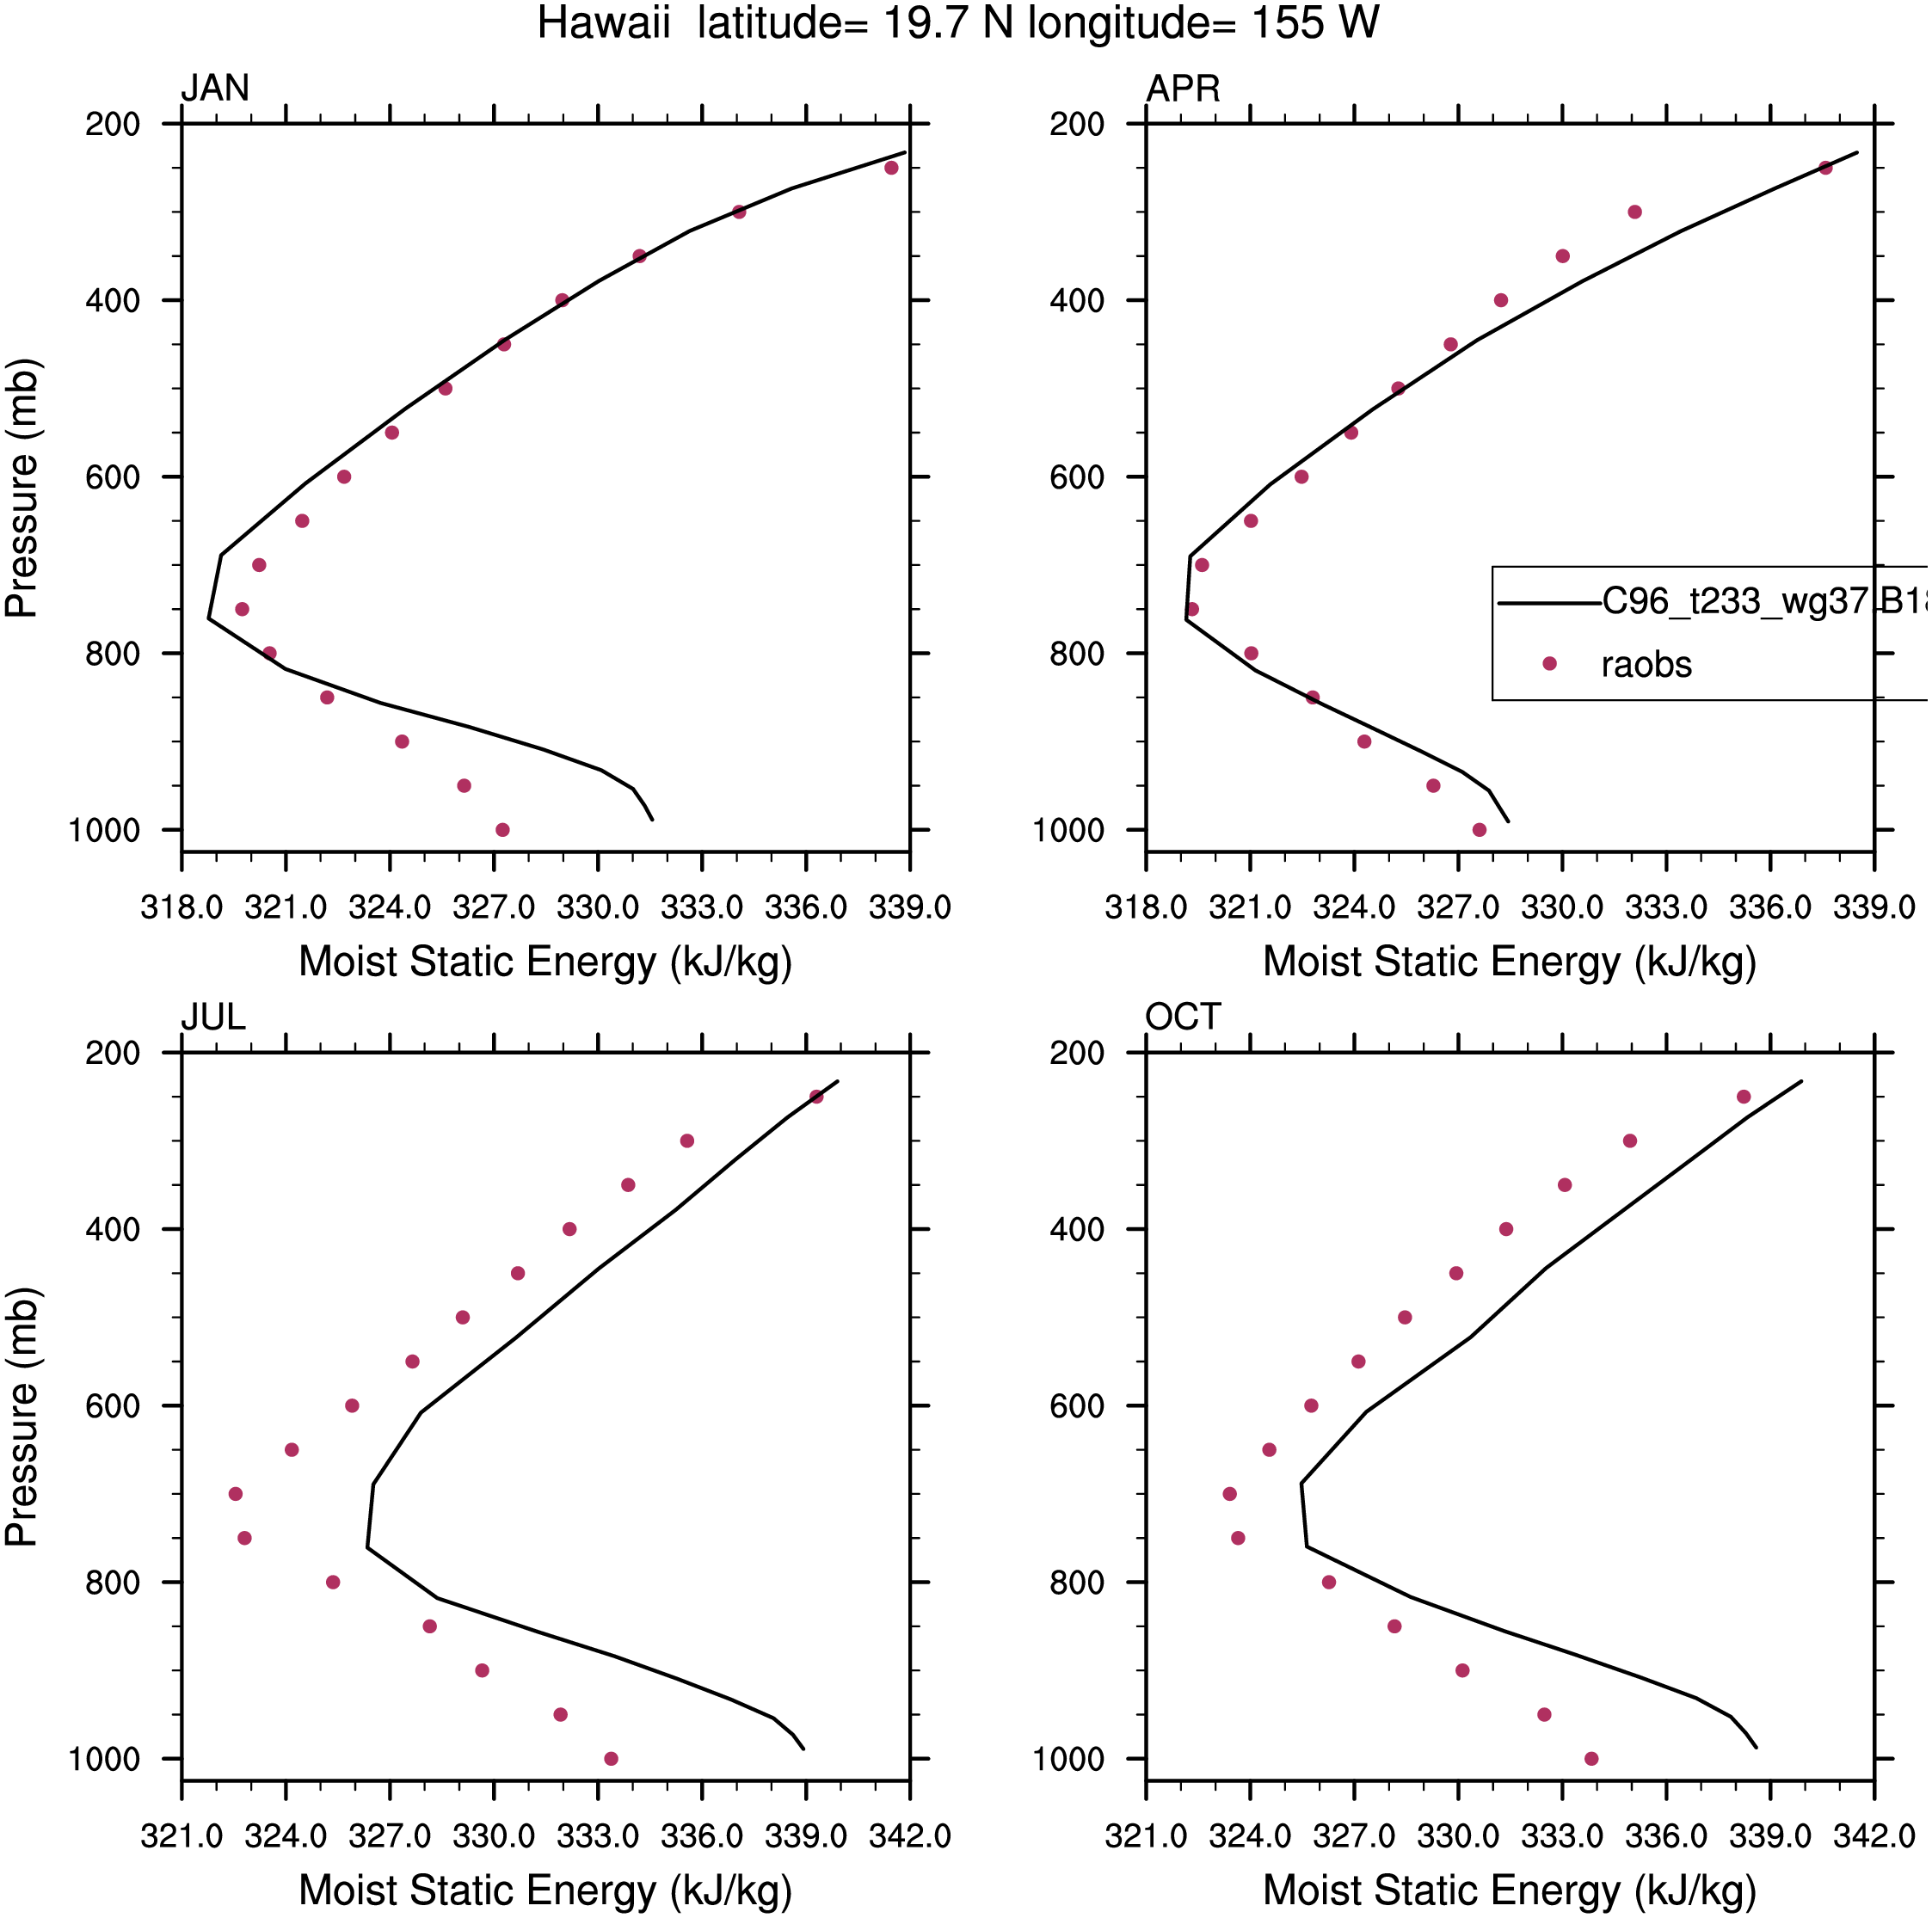 Hawaii latitude= 19.7 N longitude= 155 W
JAN
200
400
600
800
1000
Pressure (mb)
318.0 321.0 324.0 327.0 330.0 333.0 336.0 339.0
Moist Static Energy (kJ/kg)
APR
200
400
600
800
1000
C96_t233_wg37.B18
raobs
318.0 321.0 324.0 327.0 330.0 333.0 336.0 339.0
Moist Static Energy (kJ/kg)
JUL
200
400
600
800
1000
Pressure (mb)
321.0 324.0 327.0 330.0 333.0 336.0 339.0 342.0
Moist Static Energy (kJ/kg)
OCT
200
400
600
800
1000
321.0 324.0 327.0 330.0 333.0 336.0 339.0 342.0
Moist Static Energy (kJ/kg)